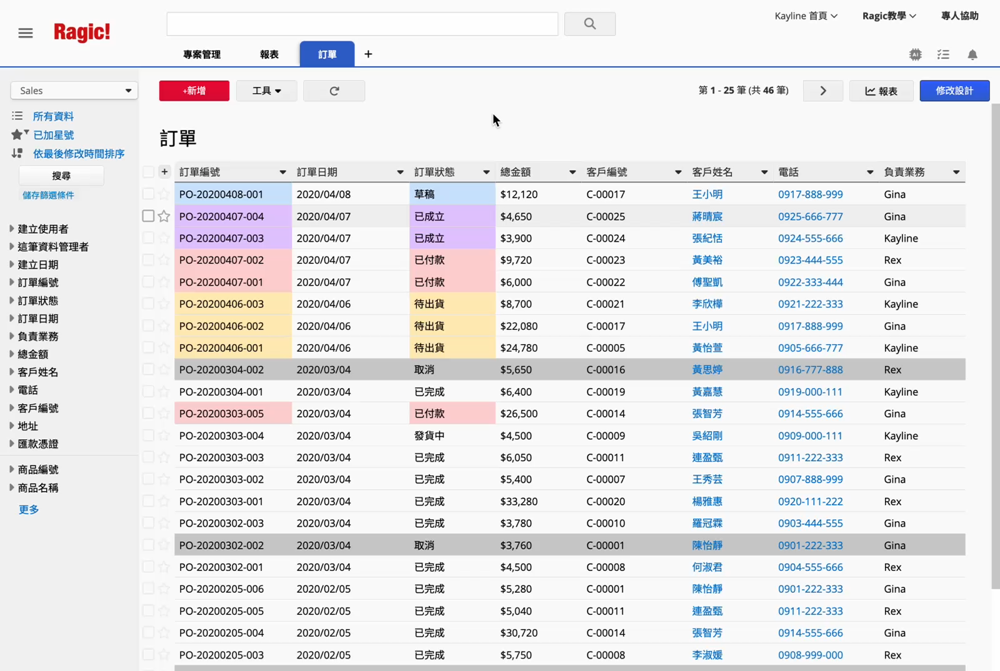 Kayline 首頁 Ragic教學 專人協助
Ragic!
專案管理 報表 訂單 +
AI
Sales
+新增 工具 第 1 - 25 筆 (共 46 筆) 報表 修改設計
所有資料
已加星號
依最後修改時間排序
搜尋
儲存篩選條件
建立使用者
這筆資料管理者
建立日期
訂單編號
訂單狀態
訂單日期
負責業務
總金額
客戶姓名
電話
客戶編號
地址
匯款憑證
商品編號
商品名稱
更多
訂單
+ 訂單編號 訂單日期 訂單狀態 總金額 客戶編號 客戶姓名 電話 負責業務
PO-20200408-001 2020/04/08 草稿 $12,120 C-00017 王小明 0917-888-999 Gina
PO-20200407-004 2020/04/07 已成立 $4,650 C-00025 蔣晴宸 0925-666-777 Gina
PO-20200407-003 2020/04/07 已成立 $3,900 C-00024 張紀恬 0924-555-666 Kayline
PO-20200407-002 2020/04/07 已付款 $9,720 C-00023 黃美裕 0923-444-555 Rex
PO-20200407-001 2020/04/07 已付款 $6,000 C-00022 傅聖凱 0922-333-444 Gina
PO-20200406-003 2020/04/06 待出貨 $8,700 C-00021 李欣樺 0921-222-333 Kayline
PO-20200406-002 2020/04/06 待出貨 $22,080 C-00017 王小明 0917-888-999 Gina
PO-20200406-001 2020/04/06 待出貨 $24,780 C-00005 黃怡萱 0905-666-777 Kayline
PO-20200304-002 2020/03/04 取消 $5,650 C-00016 黃思婷 0916-777-888 Rex
PO-20200304-001 2020/03/04 已完成 $6,400 C-00019 黃嘉慧 0919-000-111 Kayline
PO-20200303-005 2020/03/04 已付款 $26,500 C-00014 張智芳 0914-555-666 Gina
PO-20200303-004 2020/03/04 發貨中 $4,500 C-00009 吳紹剛 0909-000-111 Kayline
PO-20200303-003 2020/03/04 已完成 $6,050 C-00011 連盈甄 0911-222-333 Rex
PO-20200303-002 2020/03/04 已完成 $5,400 C-00007 王秀芸 0907-888-999 Gina
PO-20200303-001 2020/03/04 已完成 $33,280 C-00020 楊雅惠 0920-111-222 Rex
PO-20200302-003 2020/03/04 已完成 $3,780 C-00010 羅冠霖 0903-444-555 Gina
PO-20200302-002 2020/03/04 取消 $3,760 C-00001 陳怡靜 0901-222-333 Gina
PO-20200302-001 2020/03/04 已完成 $4,500 C-00008 何淑君 0904-555-666 Rex
PO-20200205-006 2020/02/05 已完成 $5,280 C-00001 陳怡靜 0901-222-333 Gina
PO-20200205-005 2020/02/05 已完成 $5,040 C-00011 連盈甄 0911-222-333 Rex
PO-20200205-004 2020/02/05 已完成 $30,720 C-00014 張智芳 0914-555-666 Gina
PO-20200205-003 2020/02/05 已完成 $5,750 C-00008 李淑媛 0908-999-000 Rex